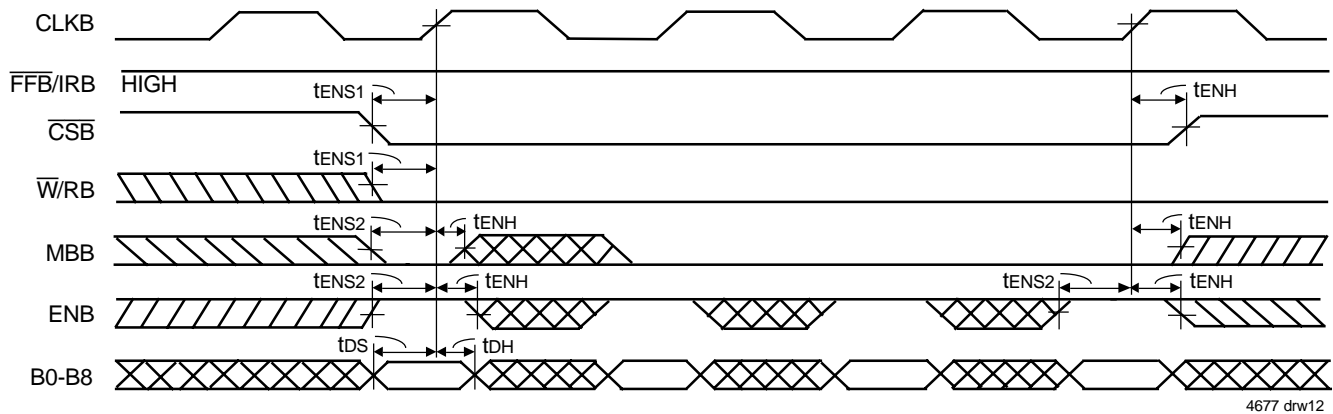 CLKB
FFB/IRB HIGH
tENS1 tENH
CSB
tENS1
W/RB
tENS2 tENH tENH
MBB
tENS2 tENH tENS2 tENH
ENB
tDS tDH
B0-B8
4677 drw12